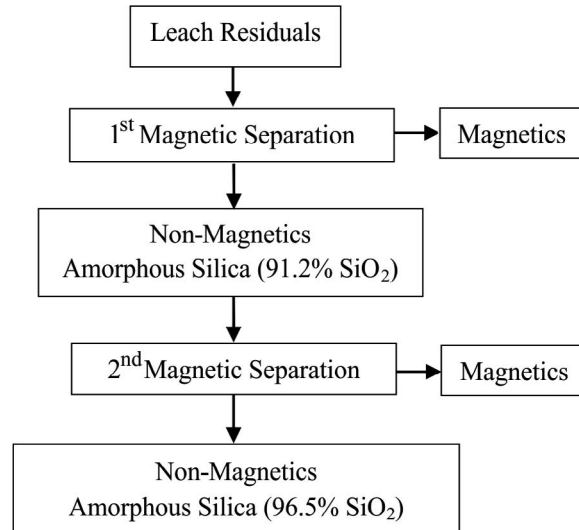 Leach Residuals
1st Magnetic Separation
Magnetics
Non-Magnetics
Amorphous Silica (91.2% SiO2)
2nd Magnetic Separation
Magnetics
Non-Magnetics
Amorphous Silica (96.5% SiO2)